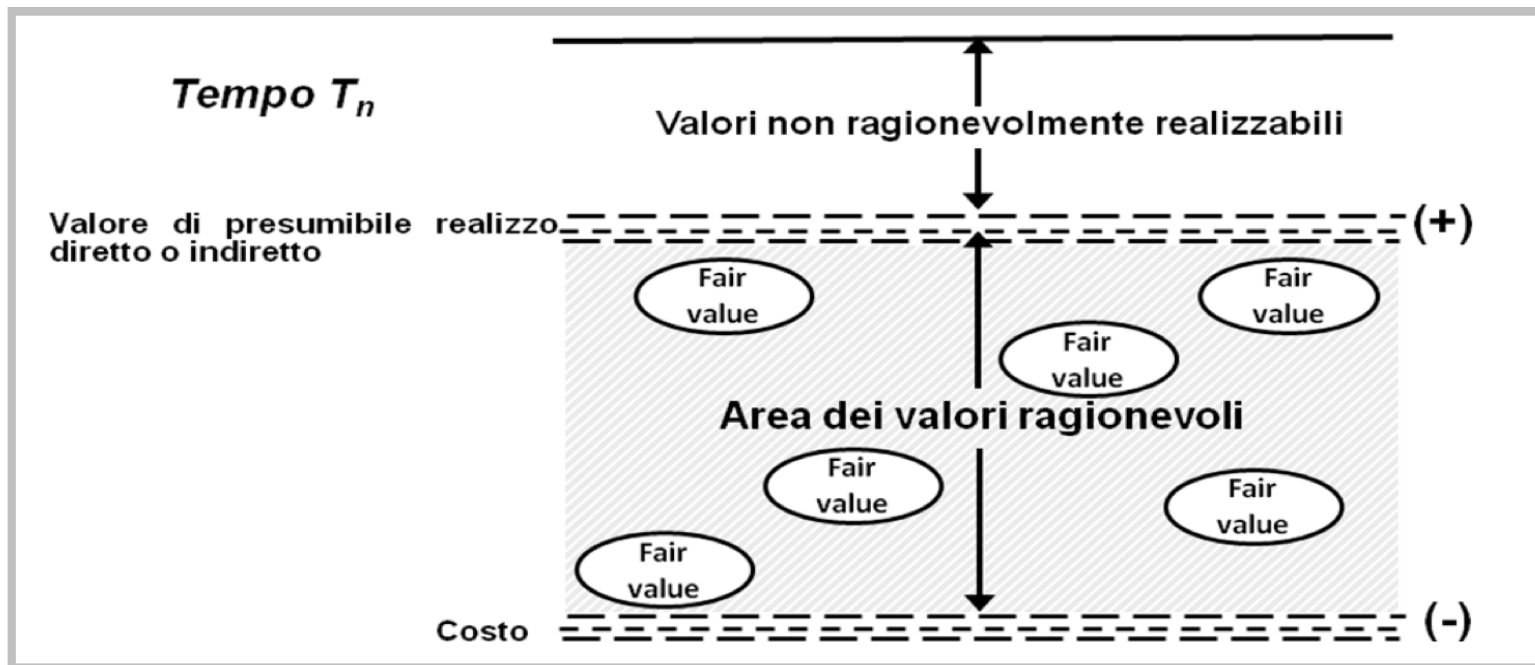 Tempo Tn
Valori non ragionevolmente realizzabili
Valore di presumibile realizzo
diretto o indiretto
(+)
Fair
value
Fair
value
Fair
value
Area dei valori ragionevoli
Fair
value
Fair
value
Fair
value
Costo
(-)